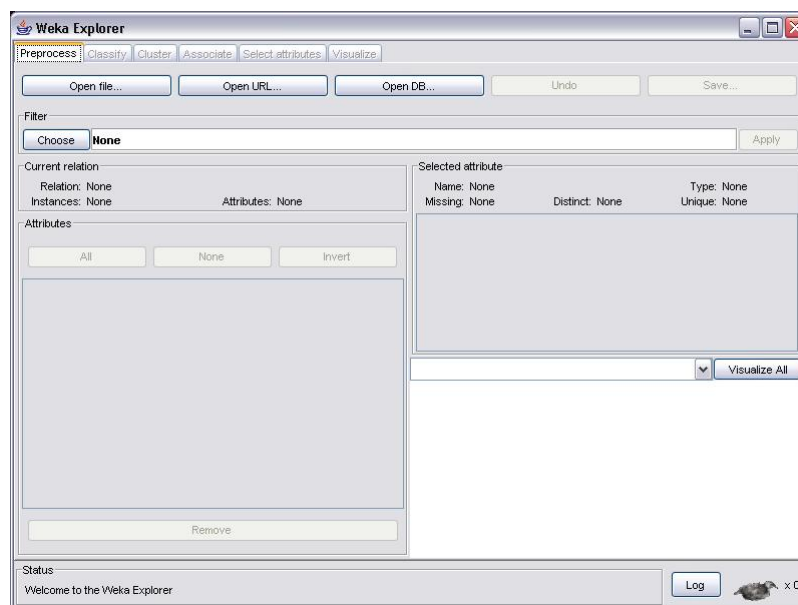 Weka Explorer
Preprocess Classify Cluster Associate Select attributes Visualize
Open file... Open URL... Open DB... Undo Save...
Filter
Choose None Apply
Current relation
Relation: None
Instances: None Attributes: None
Selected attribute
Name: None Type: None
Missing: None Distinct: None Unique: None
Attributes
All None Invert
Visualize All
Remove
Status
Welcome to the Weka Explorer
Log x 0